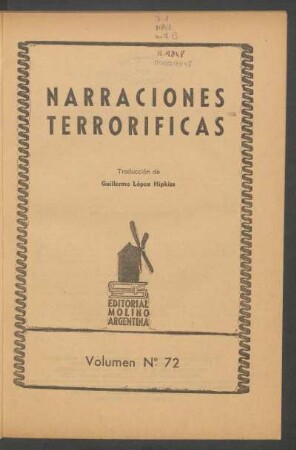 NARRACIONES
TERRORIFICAS
Traducción de
Guillermo López Hipkiss
EDITORIAL
MOLINO
ARGENTINA
Volumen Nº 72